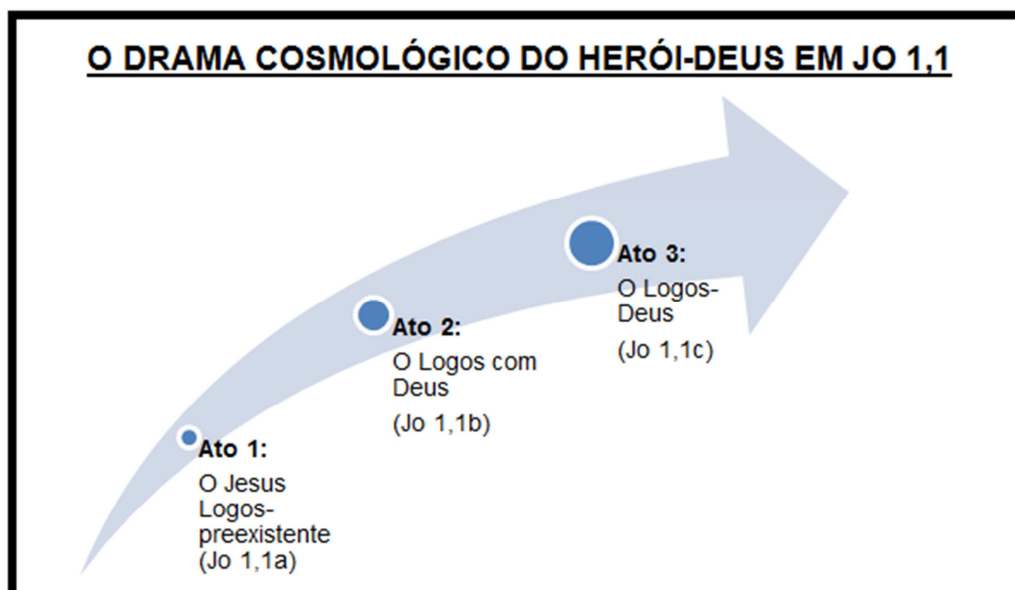 O DRAMA COSMOLÓGICO DO HERÓI-DEUS EM JO 1,1
Ato 1:
O Jesus
Logos-
preexistente
(Jo 1,1a)
Ato 2:
O Logos com
Deus
(Jo 1,1b)
Ato 3:
O Logos-
Deus
(Jo 1,1c)